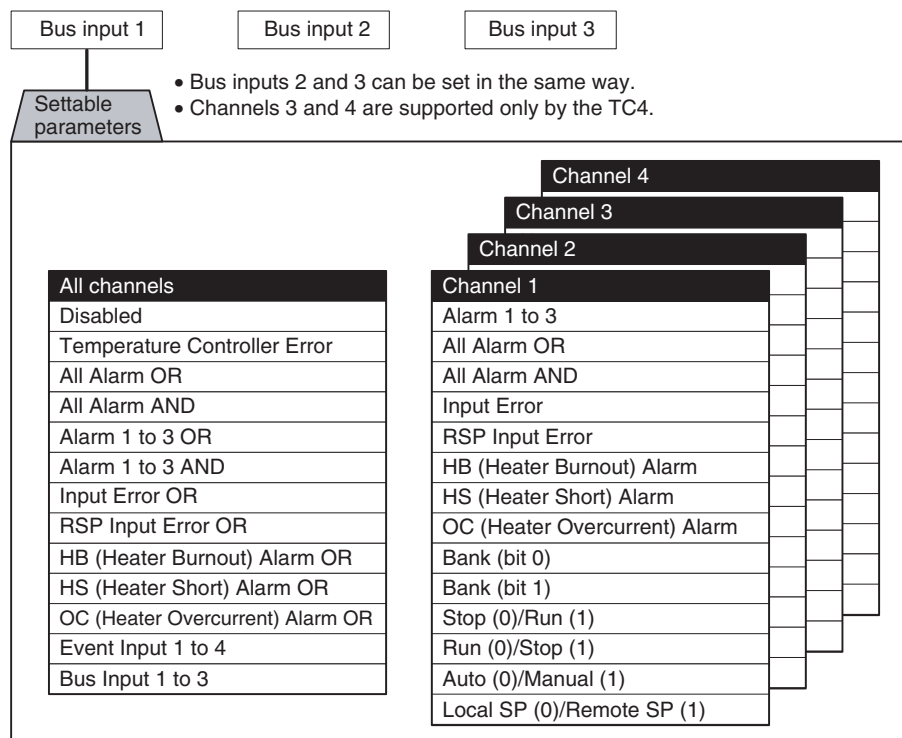 Bus input 1
Bus input 2
Bus input 3
• Bus inputs 2 and 3 can be set in the same way.
• Channels 3 and 4 are supported only by the TC4.
Settable
parameters
Channel 4
Channel 3
Channel 2
All channels
Disabled
Temperature Controller Error
All Alarm OR
All Alarm AND
Alarm 1 to 3 OR
Alarm 1 to 3 AND
Input Error OR
RSP Input Error OR
HB (Heater Burnout) Alarm OR
HS (Heater Short) Alarm OR
OC (Heater Overcurrent) Alarm OR
Event Input 1 to 4
Bus Input 1 to 3
Channel 1
Alarm 1 to 3
All Alarm OR
All Alarm AND
Input Error
RSP Input Error
HB (Heater Burnout) Alarm
HS (Heater Short) Alarm
OC (Heater Overcurrent) Alarm
Bank (bit 0)
Bank (bit 1)
Stop (0)/Run (1)
Run (0)/Stop (1)
Auto (0)/Manual (1)
Local SP (0)/Remote SP (1)